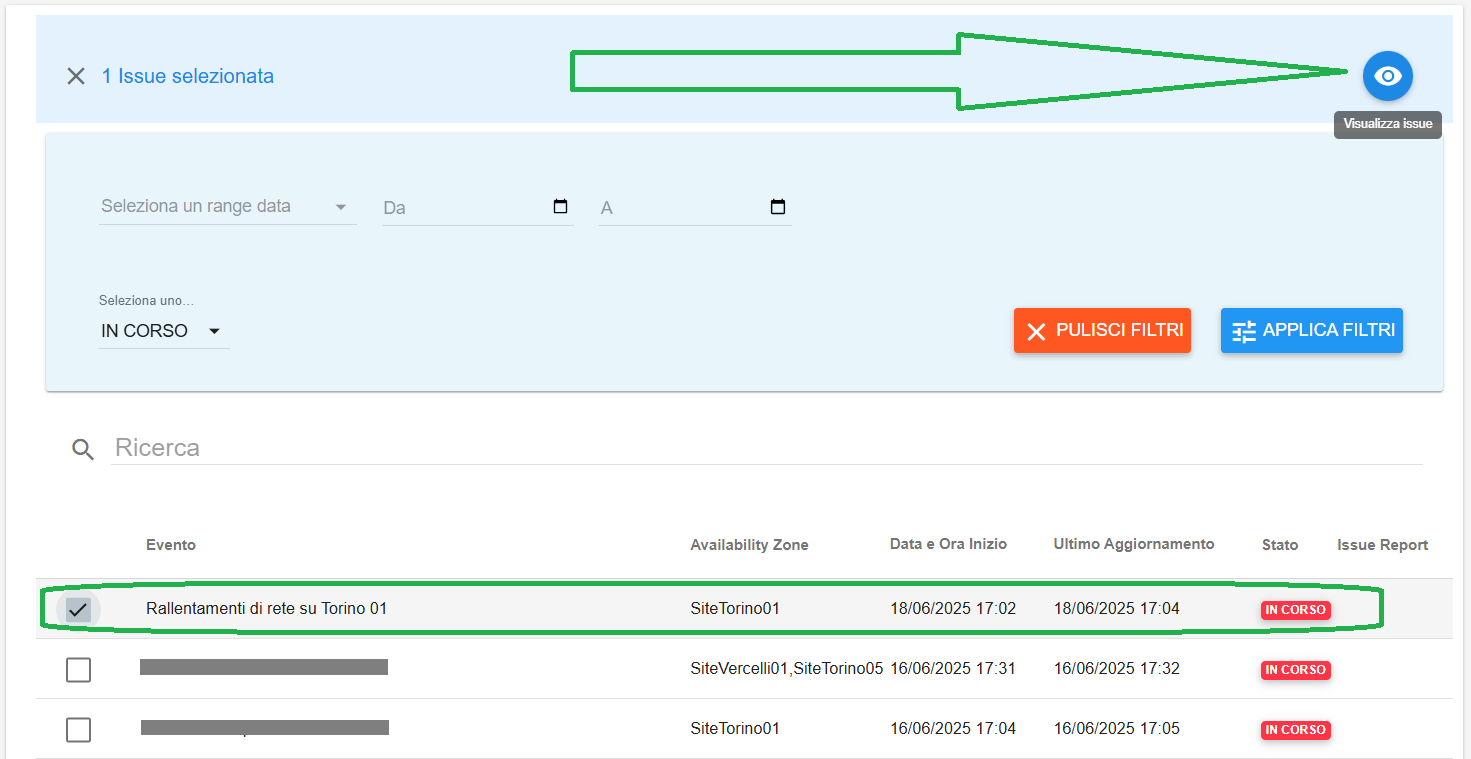 1 Issue selezionata
Visualizza issue
Seleziona un range data Da A
Seleziona uno...
IN CORSO
PULISCI FILTRI APPLICA FILTRI
Ricerca
Evento Availability Zone Data e Ora Inizio Ultimo Aggiornamento Stato Issue Report
Rallentamenti di rete su Torino 01 SiteTorino01 18/06/2025 17:02 18/06/2025 17:04 IN CORSO
SiteVercelli01,SiteTorino05 16/06/2025 17:31 16/06/2025 17:32 IN CORSO
SiteTorino01 16/06/2025 17:04 16/06/2025 17:05 IN CORSO